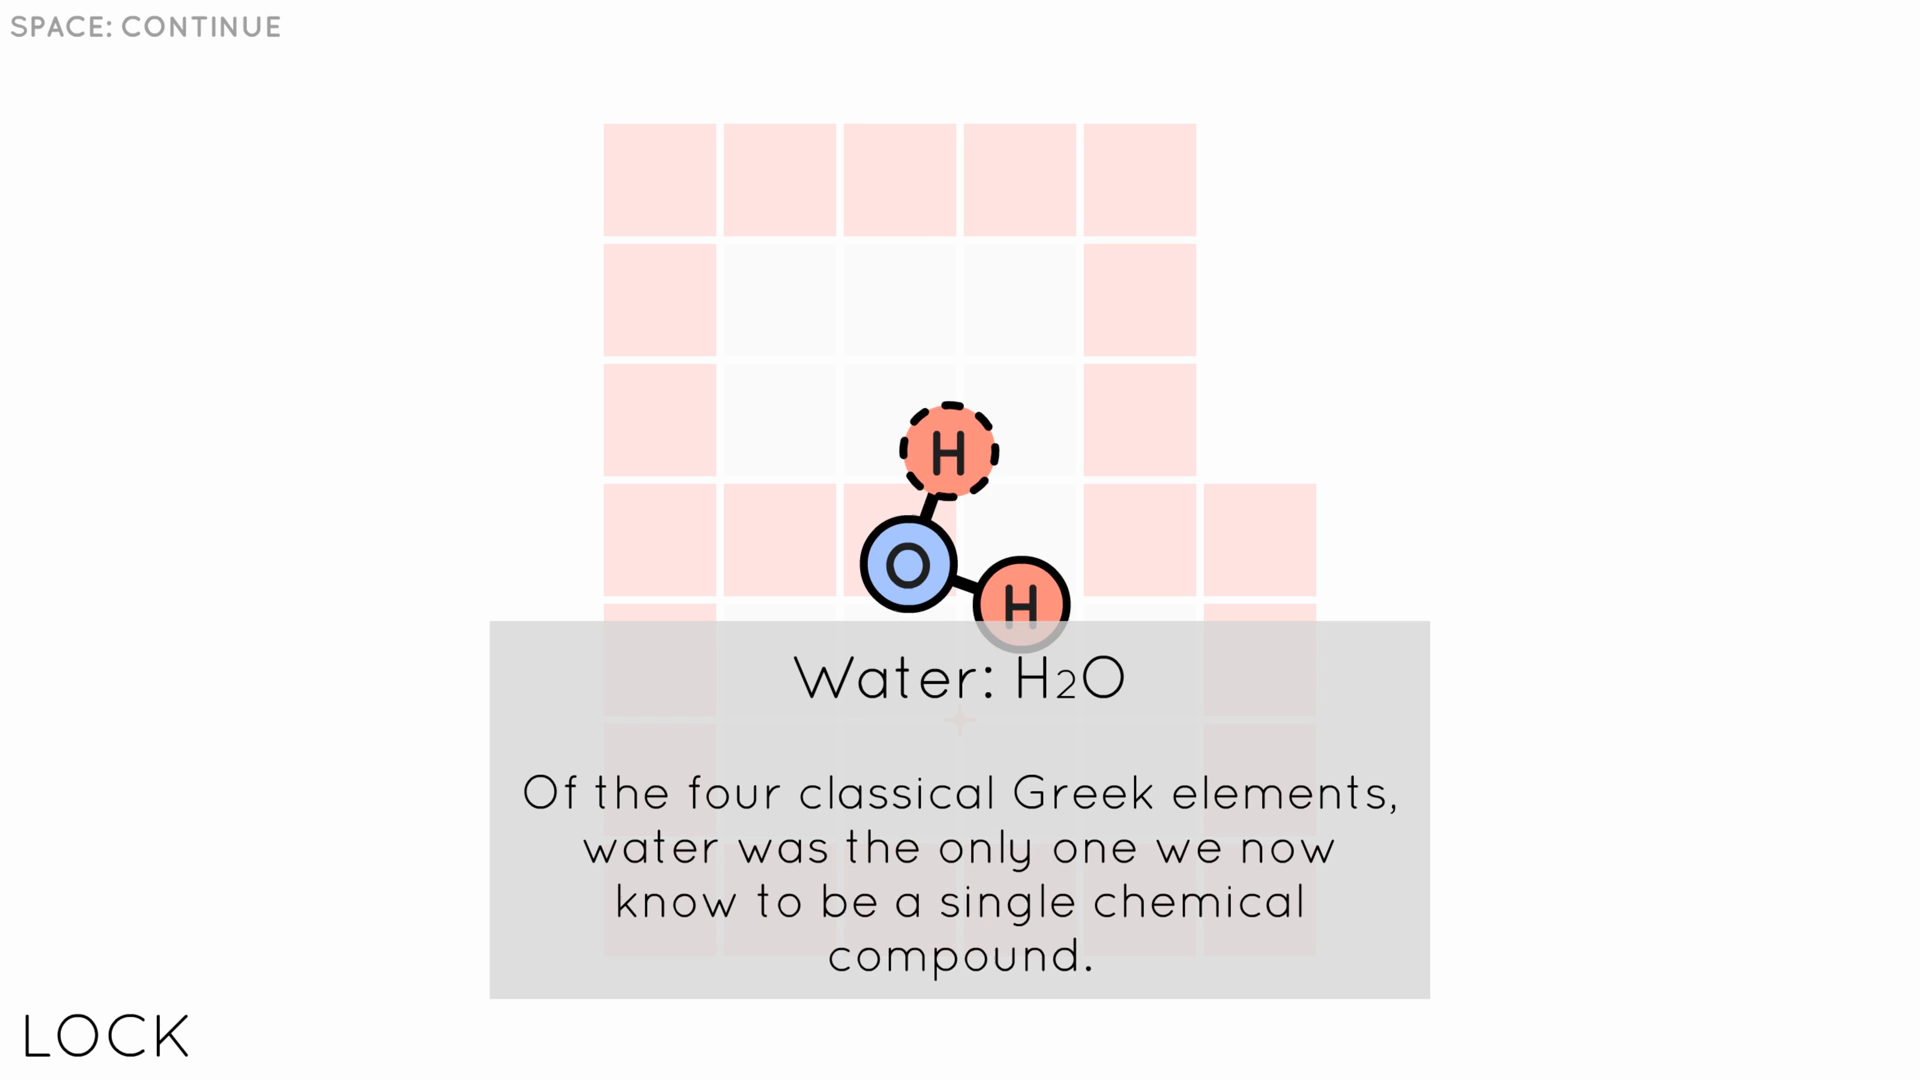 SPACE: CONTINUE
H
O
H
Water: H2O
Of the four classical Greek elements,
water was the only one we now
know to be a single chemical
compound.
LOCK